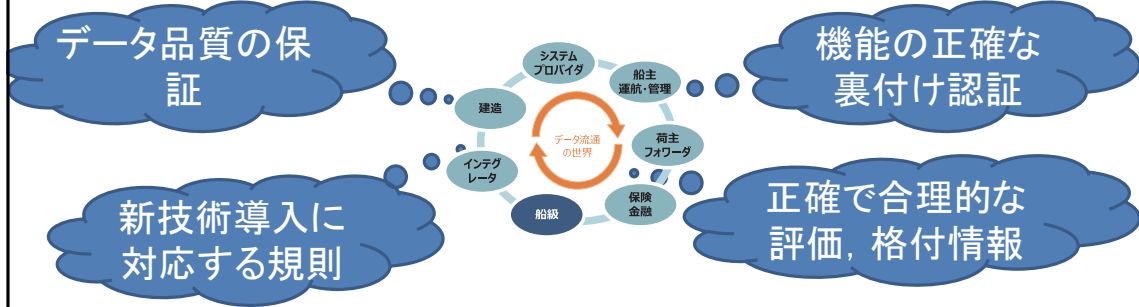 データ品質の保
証
機能の正確な
裏付け認証
システム
プロバイダ
船主
運航・管理
建造
荷主
フォワーダ
データ流通
の世界
インテグ
レータ
保険
金融
船級
新技術導入に
対応する規則
正確で合理的な
評価, 格付情報